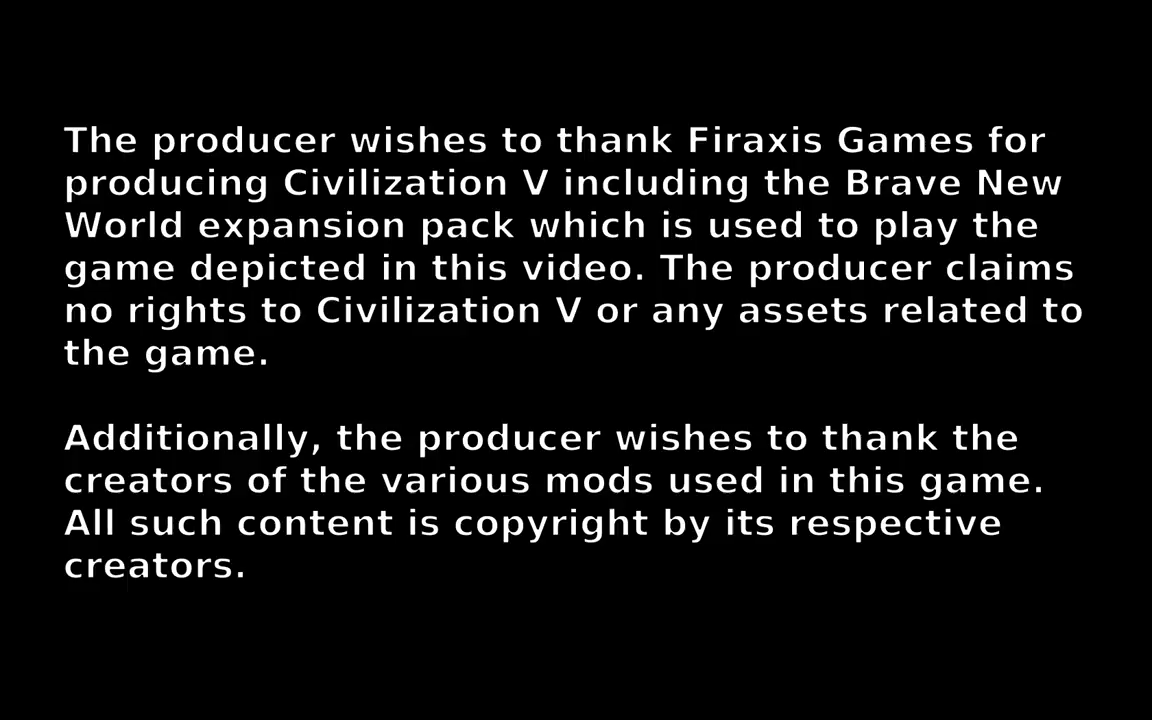 The producer wishes to thank Firaxis Games for
producing Civilization V including the Brave New
World expansion pack which is used to play the
game depicted in this video. The producer claims
no rights to Civilization V or any assets related to
the game.
Additionally, the producer wishes to thank the
creators of the various mods used in this game.
All such content is copyright by its respective
creators.